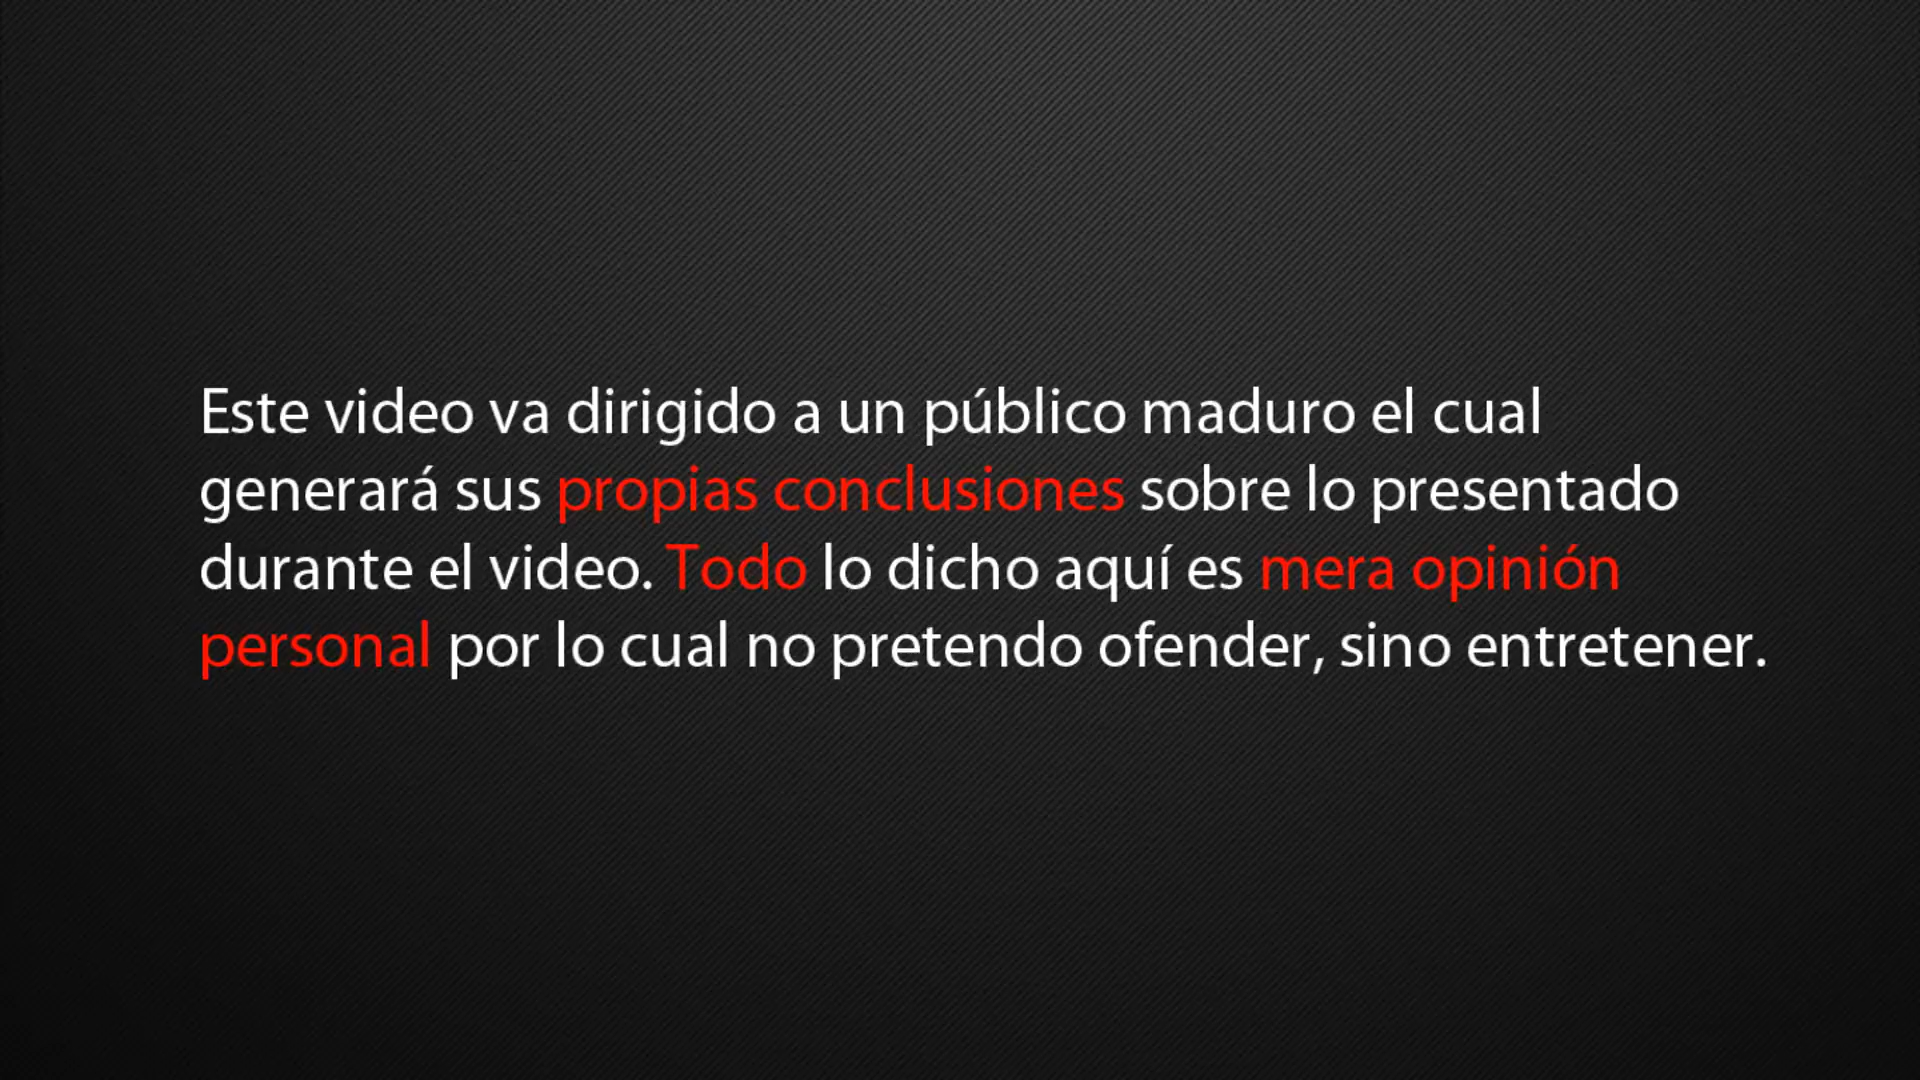 Este video va dirigido a un público maduro el cual
generará sus propias conclusiones sobre lo presentado
durante el video. Todo lo dicho aquí es mera opinión
personal por lo cual no pretendo ofender, sino entretener.